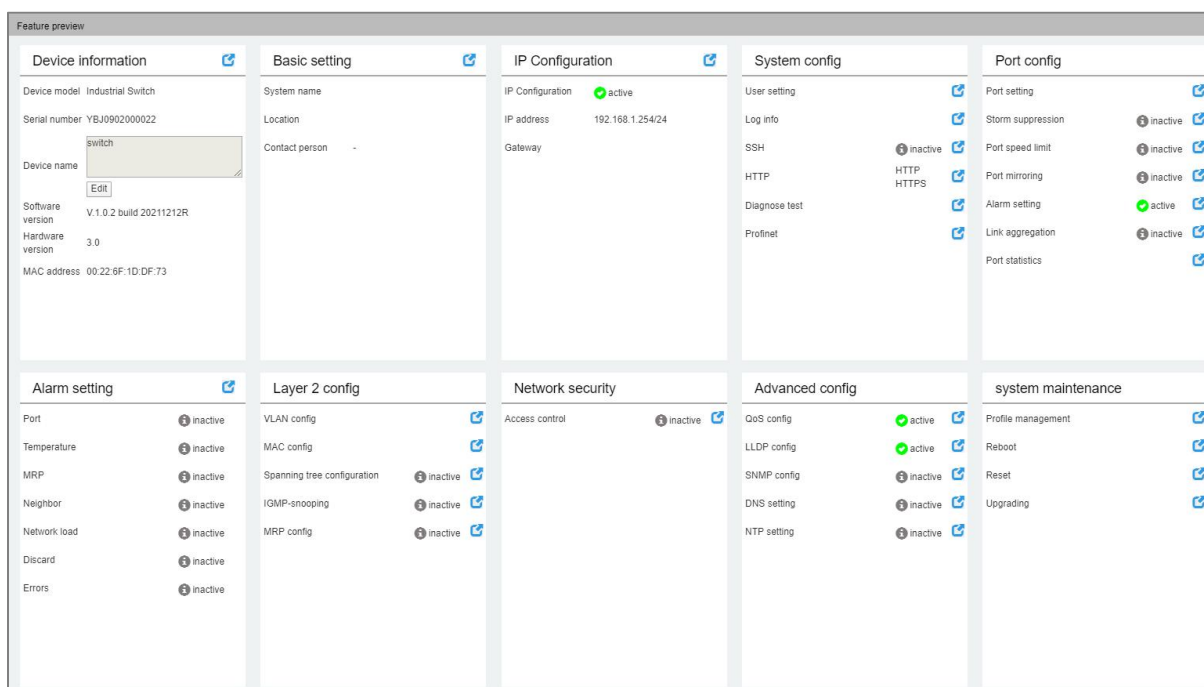 Feature preview
Device information
Device model Industrial Switch
Serial number YBJ0902000022
Device name switch
Edit
Software version V.1.0.2 build 20211212R
Hardware version 3.0
MAC address 00:22:6F:1D:DF:73
Basic setting
System name
Location
Contact person -
IP Configuration
IP Configuration active
IP address 192.168.1.254/24
Gateway
System config
User setting
Log info
SSH inactive
HTTP HTTP HTTPS
Diagnose test
Profinet
Port config
Port setting
Storm suppression inactive
Port speed limit inactive
Port mirroring inactive
Alarm setting active
Link aggregation inactive
Port statistics
Alarm setting
Port inactive
Temperature inactive
MRP inactive
Neighbor inactive
Network load inactive
Discard inactive
Errors inactive
Layer 2 config
VLAN config
MAC config
Spanning tree configuration inactive
IGMP-snooping inactive
MRP config inactive
Network security
Access control inactive
Advanced config
QoS config active
LLDP config active
SNMP config inactive
DNS setting inactive
NTP setting inactive
system maintenance
Profile management
Reboot
Reset
Upgrading